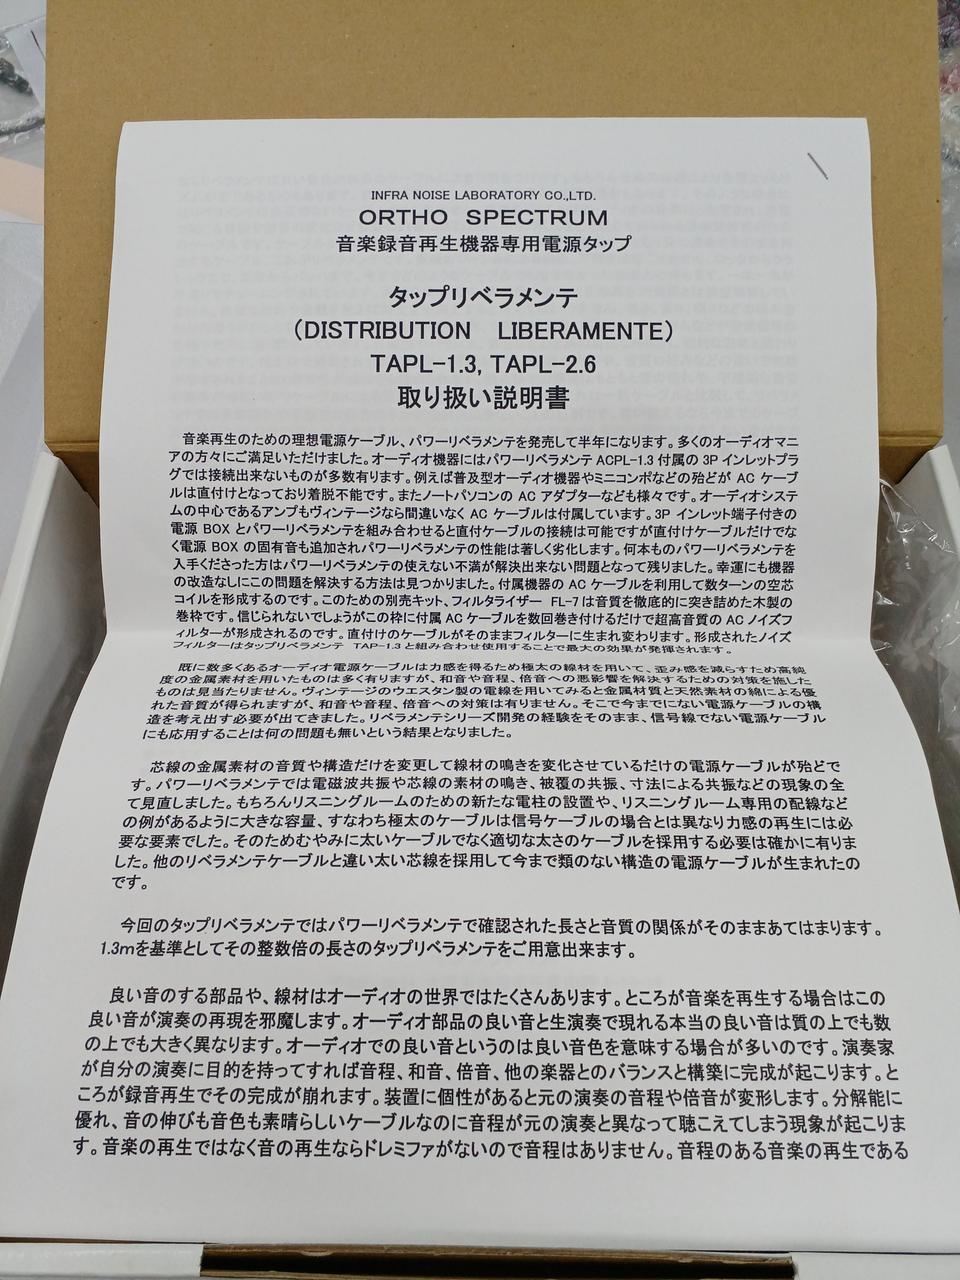 INFRA NOISE LABORATORY CO.,LTD.
ORTHO SPECTRUM
音楽録音再生機器専用電源タップ
タップリベラメンテ
(DISTRIBUTION LIBERAMENTE)
TAPL-1.3, TAPL-2.6
取り扱い説明書
音楽再生のための理想電源ケーブル、パワーリベラメンテを発売して半年になります。多くのオーディオマニ
アの方々にご満足いただけました。オーディオ機器にはパワーリベラメンテ ACPL-1.3 付属の 3P インレットプラ
グでは接続出来ないものが多数有ります。例えば普及型オーディオ機器やミニコンポなどの殆どが AC ケーブ
ルは直付けとなっており着脱不能です。またノートパソコンの AC アダプターなども様々です。オーディオシステ
ムの中心であるアンプもヴィンテージなら間違いなく AC ケーブルは付属しています。3P インレット端子付きの
電源 BOX とパワーリベラメンテを組み合わせると直付ケーブルの接続は可能ですが直付けケーブルだけでな
く電源 BOX の固有音も追加されパワーリベラメンテの性能は著しく劣化します。何本ものパワーリベラメンテを
入手くださった方はパワーリベラメンテの使えない不満が解決出来ない問題となって残りました。幸運にも機器
の改造なしにこの問題を解決する方法は見つかりました。付属機器の AC ケーブルを利用して数ターンの空芯
コイルを形成するのです。このための別売キット、フィルタライザー FL-7 は音質を徹底的に突き詰めた木製の
巻枠です。信じられないでしょうがこの枠に付属 AC ケーブルを数回巻き付けるだけで超高音質の AC ノイズフ
ィルターが形成されるのです。直付けのケーブルがそのままフィルターに生まれ変わります。形成されたノイズ
フィルターはタップリベラメンテ TAP-1.3 と組み合わせ使用することで最大の効果が発揮されます。
既に数多くあるオーディオ電源ケーブルは力感を得るため極太の線材を用いて、歪み感を減らすため高純
度の金属素材を用いたものは多く有りますが、和音や音程、倍音への悪影響を解決するための対策を施した
ものは見当たりません。ヴィンテージのウエスタン製の電線を用いてみると金属材質と天然素材の綿による優
れた音質が得られますが、和音や音程、倍音への対策は有りません。そこで今までにない電源ケーブルの構
造を考え出す必要が出てきました。リベラメンテシリーズ開発の経験をそのまま、信号線でない電源ケーブル
にも応用することは何の問題も無いという結果となりました。
芯線の金属素材の音質や構造だけを変更して線材の鳴きを変化させているだけの電源ケーブルが殆どで
す。パワーリベラメンテでは電磁波共振や芯線の素材の鳴き、被覆の共振、寸法による共振などの現象の全
て見直しました。もちろんリスニングルームのための新たな電柱の設置や、リスニングルーム専用の配線など
の例があるように大きな容量、すなわち極太のケーブルは信号ケーブルの場合とは異なり力感の再生には必
要な要素でした。そのためむやみに太いケーブルでなく適切な太さのケーブルを採用する必要は確かに有りま
した。他のリベラメンテケーブルと違い太い芯線を採用して今まで類のない構造の電源ケーブルが生まれたの
です。
今回のタップリベラメンテではパワーリベラメンテで確認された長さと音質の関係がそのままあてはまります。
1.3mを基準としてその整数倍の長さのタップリベラメンテをご用意出来ます。
良い音のする部品や、線材はオーディオの世界ではたくさんあります。ところが音楽を再生する場合はこの
良い音が演奏の再現を邪魔します。オーディオ部品の良い音と生演奏で現れる本当の良い音は質の上でも数
の上でも大きく異なります。オーディオでの良い音というのは良い音色を意味する場合が多いのです。演奏家
が自分の演奏に目的を持ってすれば音程、和音、倍音、他の楽器とのバランスと構築に完成が起こります。と
ころが録音再生でその完成が崩れます。装置に個性があると元の演奏の音程や倍音が変形します。分解能に
優れ、音の伸びも音色も素晴らしいケーブルなのに音程が元の演奏と異なって聴こえてしまう現象が起こりま
す。音楽の再生ではなく音の再生ならドレミファがないので音程はありません。音程のある音楽の再生である